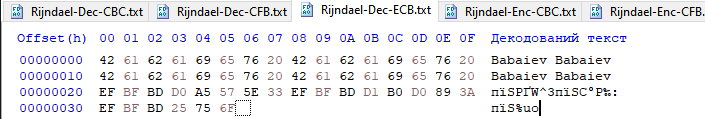 Rijndael-Dec-CBC.txt Rijndael-Dec-CFB.txt Rijndael-Dec-ECB.txt Rijndael-Enc-CBC.txt Rijndael-Enc-CFB.
Offset(h) 00 01 02 03 04 05 06 07 08 09 0A 0B 0C 0D 0E 0F Декодований текст
00000000 42 61 62 61 69 65 76 20 42 61 62 61 69 65 76 20 Babaiev Babaiev
00000010 42 61 62 61 69 65 76 20 42 61 62 61 69 65 76 20 Babaiev Babaiev
00000020 EF BF BD D0 A5 57 5E 33 EF BF BD D1 B0 D0 89 3A пїЅРҐW^3пїЅС°Р‰:
00000030 EF BF BD 25 75 6F пїЅ%uo